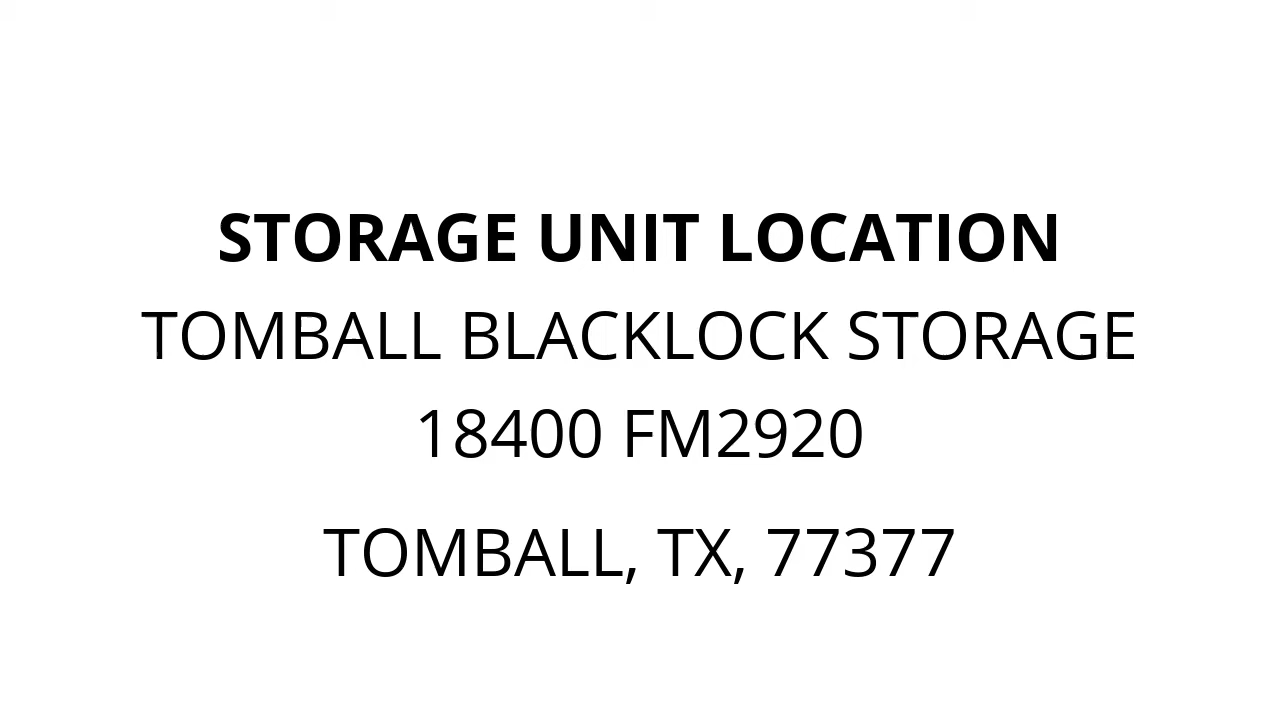 STORAGE UNIT LOCATION
TOMBALL BLACKLOCK STORAGE
18400 FM2920
TOMBALL, TX, 77377